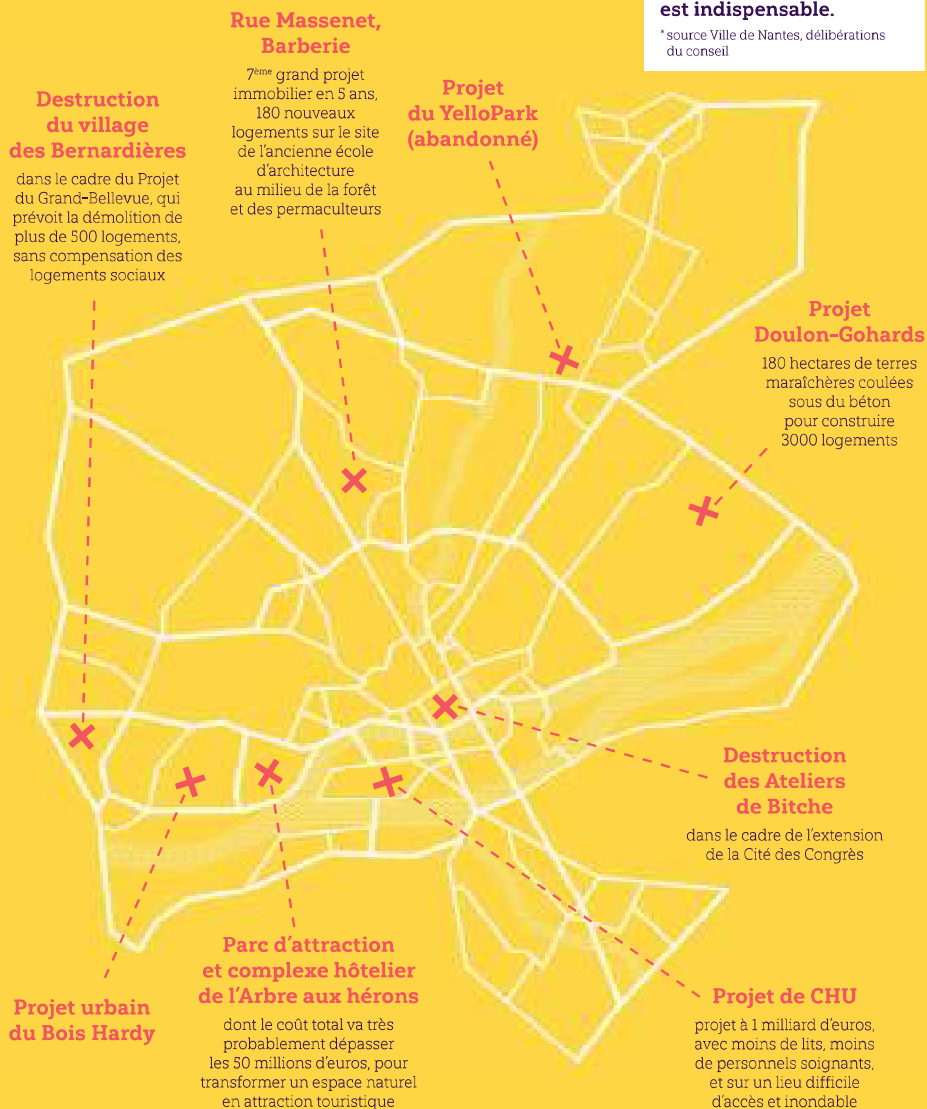 est indispensable.
* source Ville de Nantes, délibérations
du conseil
Rue Massenet,
Barberie
7ème grand projet
immobilier en 5 ans,
180 nouveaux
logements sur le site
de l'ancienne école
d'architecture
au milieu de la forêt
et des permaculteurs
Projet
du YelloPark
(abandonné)
Destruction
du village
des Bernardières
dans le cadre du Projet
du Grand-Bellevue, qui
prévoit la démolition de
plus de 500 logements,
sans compensation des
logements sociaux
Projet
Doulon-Gohards
180 hectares de terres
maraîchères coulées
sous du béton
pour construire
3000 logements
Destruction
des Ateliers
de Bitche
dans le cadre de l'extension
de la Cité des Congrès
Projet urbain
du Bois Hardy
Parc d'attraction
et complexe hôtelier
de l'Arbre aux hérons
dont le coût total va très
probablement dépasser
les 50 millions d'euros, pour
transformer un espace naturel
en attraction touristique
Projet de CHU
projet à 1 milliard d'euros,
avec moins de lits, moins
de personnels soignants,
et sur un lieu difficile
d'accès et inondable